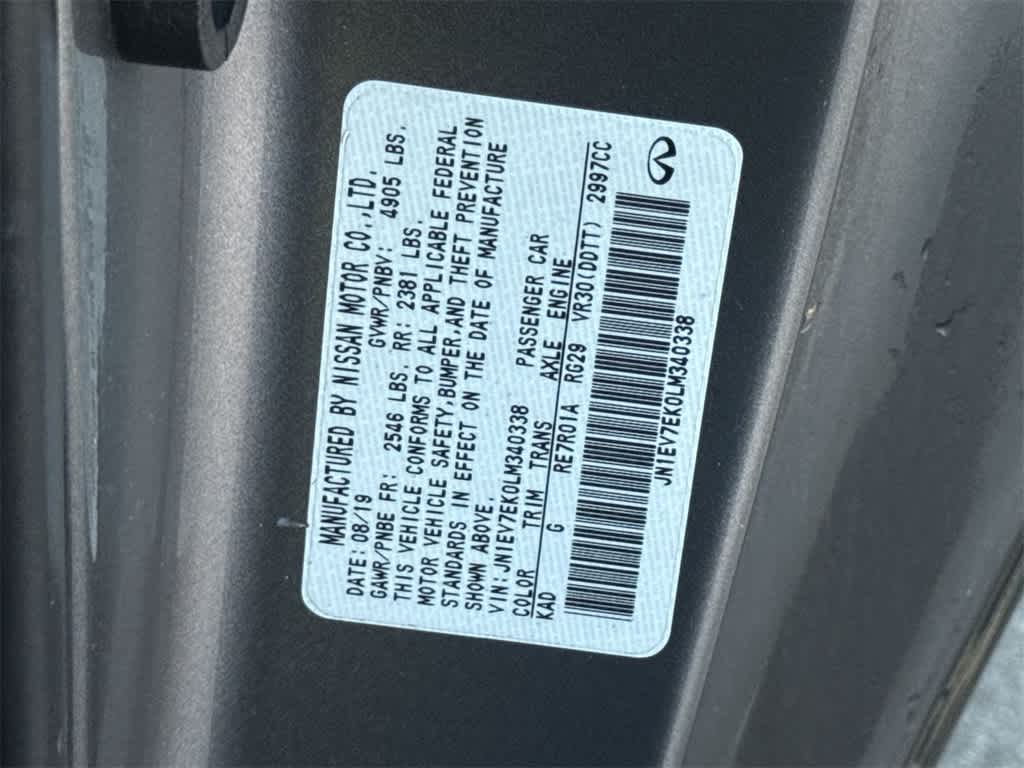 MANUFACTURED BY NISSAN MOTOR CO.,LTD.
DATE:08/19 GVWR/PNBV: 4905 LBS.
GAWR/PNBE FR: 2546 LBS. RR: 2381 LBS.
THIS VEHICLE CONFORMS TO ALL APPLICABLE FEDERAL
MOTOR VEHICLE SAFETY,BUMPER,AND THEFT PREVENTION
STANDARDS IN EFFECT ON THE DATE OF MANUFACTURE
SHOWN ABOVE.
VIN:JN1EV7EK0LM340338 PASSENGER CAR
COLOR TRIM TRANS AXLE ENGINE
KAD G RE7R01A RG29 VR30(DDTT) 2997CC
JN1EV7EK0LM340338